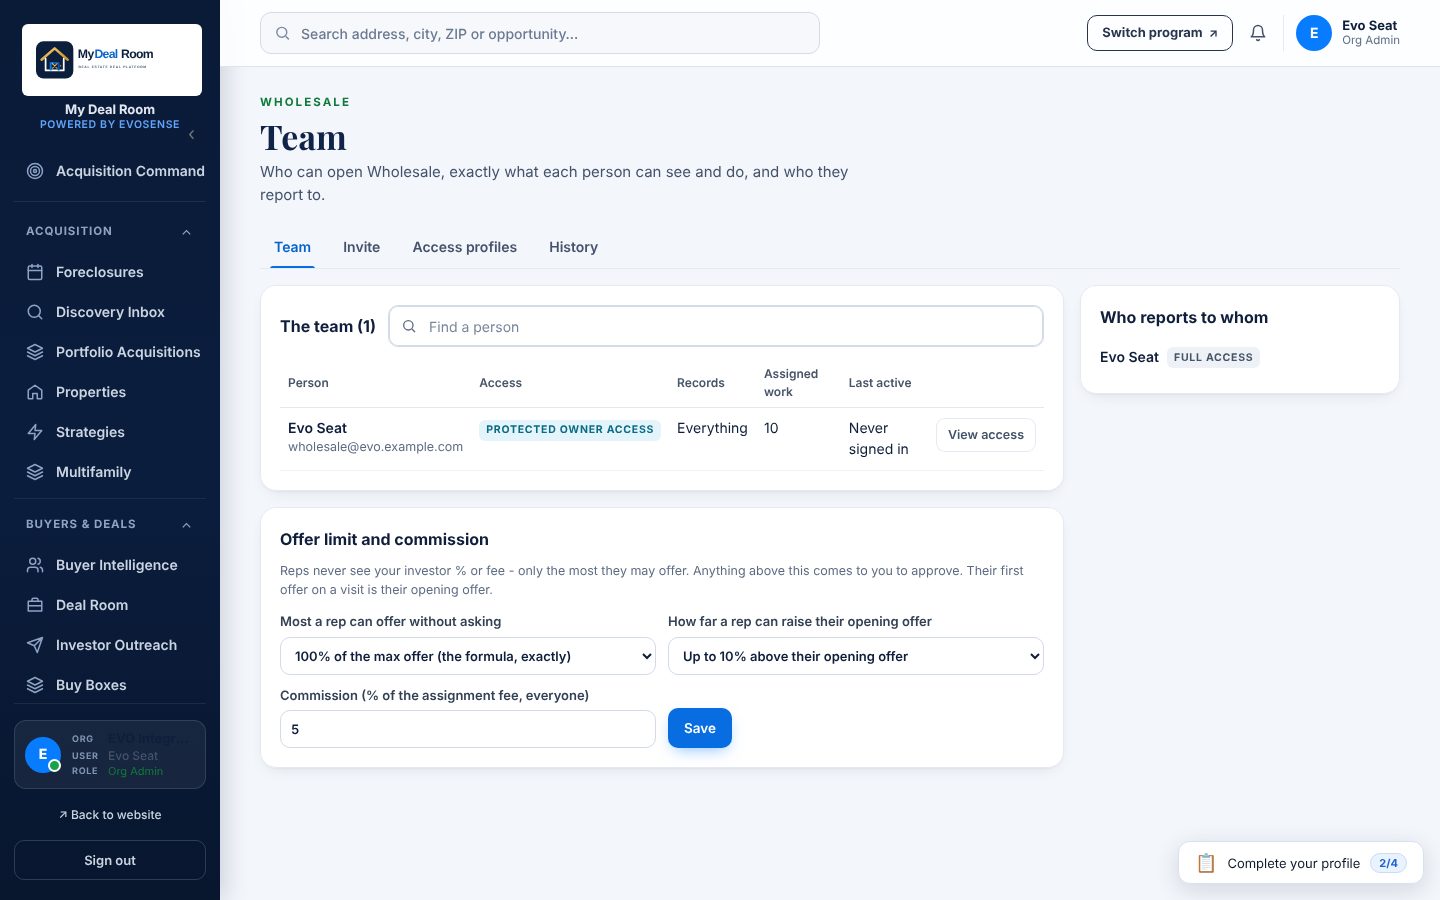 MyDeal Room
REAL ESTATE DEAL PLATFORM
My Deal Room
POWERED BY EVOSENSE
Acquisition Command
ACQUISITION
Foreclosures
Discovery Inbox
Portfolio Acquisitions
Properties
Strategies
Multifamily
BUYERS & DEALS
Buyer Intelligence
Deal Room
Investor Outreach
Buy Boxes
E
ORG EVO Integr...
USER Evo Seat
ROLE Org Admin
↗ Back to website
Sign out
Search address, city, ZIP or opportunity...
Switch program ↗
E
Evo Seat
Org Admin
WHOLESALE
Team
Who can open Wholesale, exactly what each person can see and do, and who they
report to.
Team Invite Access profiles History
The team (1)
Find a person
Person Access Records Assigned work Last active
Evo Seat
wholesale@evo.example.com
PROTECTED OWNER ACCESS
Everything
10
Never
signed in
View access
Who reports to whom
Evo Seat FULL ACCESS
Offer limit and commission
Reps never see your investor % or fee - only the most they may offer. Anything above this comes to you to approve. Their first
offer on a visit is their opening offer.
Most a rep can offer without asking
100% of the max offer (the formula, exactly)
How far a rep can raise their opening offer
Up to 10% above their opening offer
Commission (% of the assignment fee, everyone)
5
Save
Complete your profile 2/4